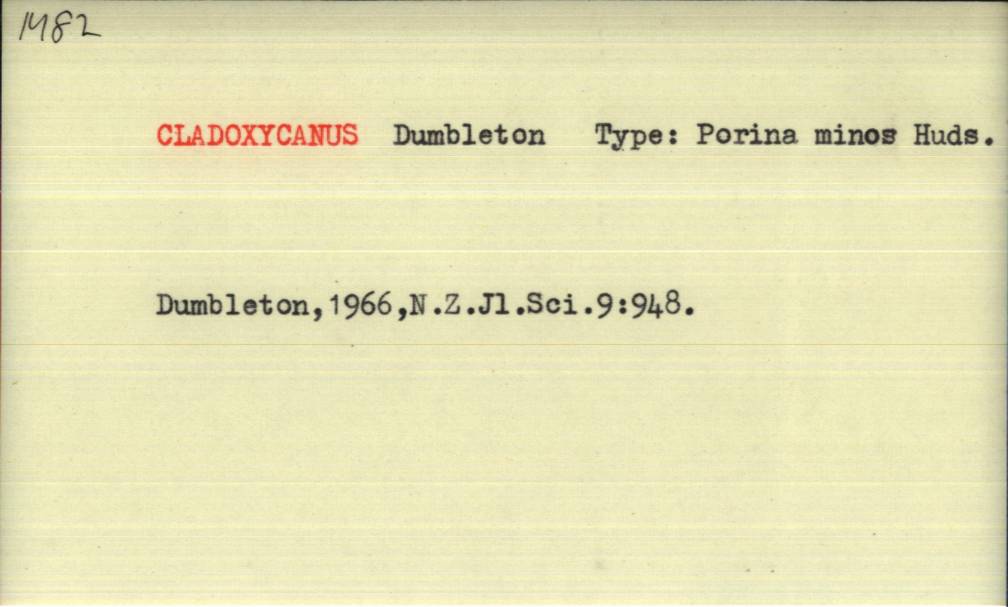 1482
CLADOXYCANUS Dumbleton Type: Porina minos Huds.
Dumbleton,1966,N.Z.Jl.Sci.9:948.